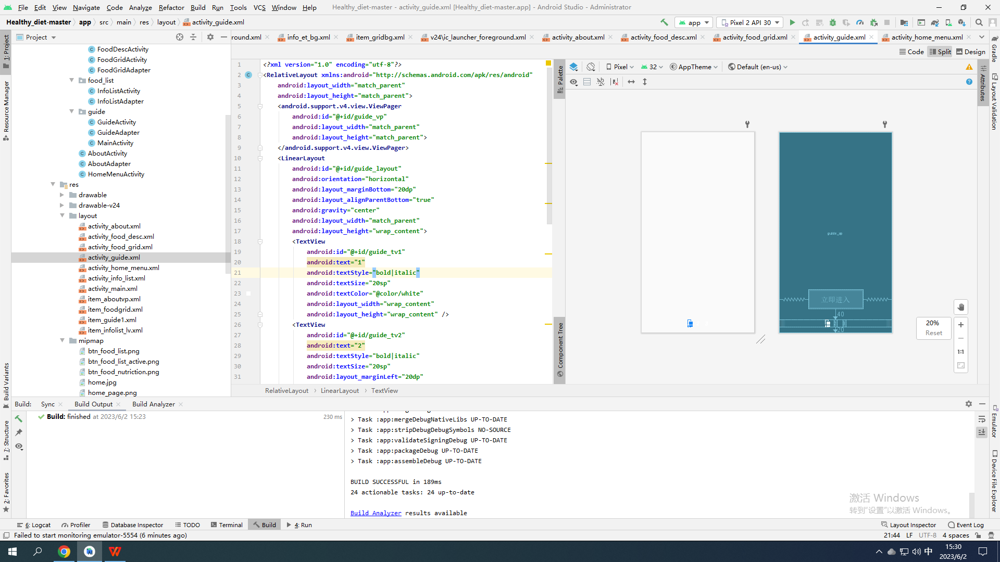 File Edit View Navigate Code Analyze Refactor Build Run Tools VCS Window Help Healthy_diet-master - activity_guide.xml [Healthy_diet-master.app] - Android Studio - Administrator
Healthy_diet-master app src main res layout activity_guide.xml app Pixel 2 API 30
Project
round.xml info_et_bg.xml item_gridbg.xml v24\ic_launcher_foreground.xml activity_about.xml activity_food_desc.xml activity_food_grid.xml activity_guide.xml activity_home_menu.xml
Code Split Design
1: Project
Resource Manager
Build Variants
7: Structure
2: Favorites
FoodDescActivity
FoodGridActivity
FoodGridAdapter
food_list
InfoListActivity
InfoListAdapter
guide
GuideActivity
GuideAdapter
MainActivity
AboutActivity
AboutAdapter
HomeMenuActivity
res
drawable
drawable-v24
layout
activity_about.xml
activity_food_desc.xml
activity_food_grid.xml
activity_guide.xml
activity_home_menu.xml
activity_info_list.xml
activity_main.xml
item_aboutvp.xml
item_foodgrid.xml
item_guide1.xml
item_infolist_lv.xml
mipmap
btn_food_list.png
btn_food_list_active.png
btn_food_nutriction.png
home.jpg
home_page.png
1 <?xml version="1.0" encoding="utf-8"?>
2 <RelativeLayout xmlns:android="http://schemas.android.com/apk/res/android"
3 android:layout_width="match_parent"
4 android:layout_height="match_parent">
5 <android.support.v4.view.ViewPager
6 android:id="@+id/guide_vp"
7 android:layout_width="match_parent"
8 android:layout_height="match_parent">
9 </android.support.v4.view.ViewPager>
10 <LinearLayout
11 android:id="@+id/guide_layout"
12 android:orientation="horizontal"
13 android:layout_marginBottom="20dp"
14 android:layout_alignParentBottom="true"
15 android:gravity="center"
16 android:layout_width="match_parent"
17 android:layout_height="wrap_content">
18 <TextView
19 android:id="@+id/guide_tv1"
20 android:text="1"
21 android:textStyle="bold|italic"
22 android:textSize="20sp"
23 android:textColor="@color/white"
24 android:layout_width="wrap_content"
25 android:layout_height="wrap_content" />
26 <TextView
27 android:id="@+id/guide_tv2"
28 android:text="2"
29 android:textStyle="bold|italic"
30 android:textSize="20sp"
31 android:layout_marginLeft="20dp"
RelativeLayout LinearLayout TextView
Palette
Component Tree
Pixel 32 AppTheme Default (en-us)
guide_vp
立即进入
40
20
20%
Reset
1:1
Attributes
Gradle
Layout Validation
Emulator
Device File Explorer
Build: Sync Build Output Build Analyzer
Build: finished at 2023/6/2 15:23 230 ms
> Task :app:mergeDebugNativeLibs UP-TO-DATE
> Task :app:stripDebugDebugSymbols NO-SOURCE
> Task :app:validateSigningDebug UP-TO-DATE
> Task :app:packageDebug UP-TO-DATE
> Task :app:assembleDebug UP-TO-DATE
BUILD SUCCESSFUL in 189ms
24 actionable tasks: 24 up-to-date
Build Analyzer results available
激活 Windows
转到"设置"以激活 Windows。
6: Logcat Profiler Database Inspector TODO Terminal Build 4: Run Layout Inspector Event Log
Failed to start monitoring emulator-5554 (6 minutes ago) 21:44 LF UTF-8 4 spaces
中
15:30
2023/6/2